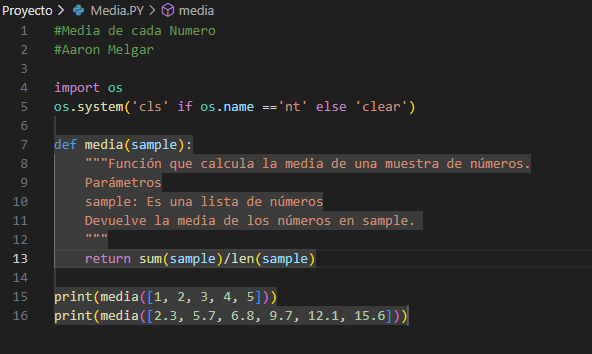 Proyecto > Media.PY > media
1 #Media de cada Numero
2 #Aaron Melgar
3
4 import os
5 os.system('cls' if os.name =='nt' else 'clear')
6
7 def media(sample):
8     """Función que calcula la media de una muestra de números.
9     Parámetros
10     sample: Es una lista de números
11     Devuelve la media de los números en sample.
12     """
13     return sum(sample)/len(sample)
14
15 print(media([1, 2, 3, 4, 5]))
16 print(media([2.3, 5.7, 6.8, 9.7, 12.1, 15.6]))